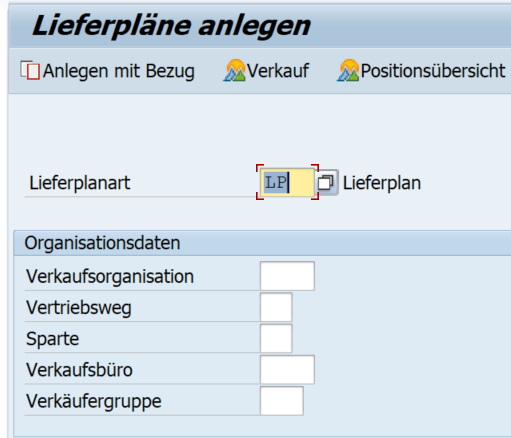 Lieferpläne anlegen
Anlegen mit Bezug Verkauf Positionsübersicht
Lieferplanart LP Lieferplan
Organisationsdaten
Verkaufsorganisation
Vertriebsweg
Sparte
Verkaufsbüro
Verkäufergruppe